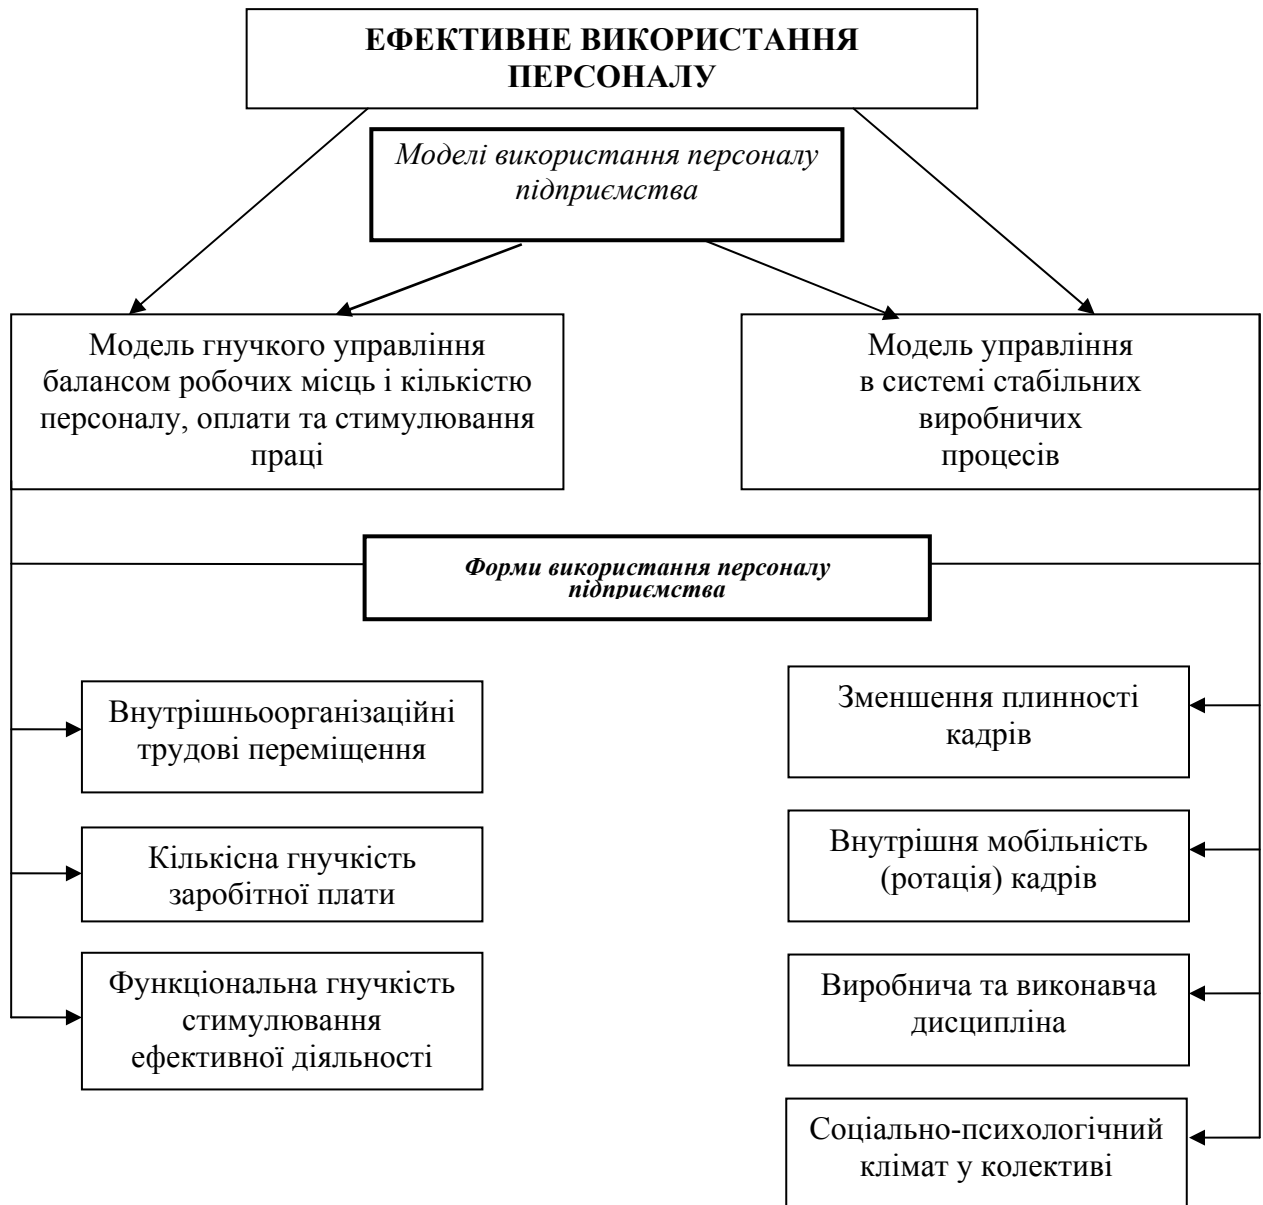 ЕФЕКТИВНЕ ВИКОРИСТАННЯ
ПЕРСОНАЛУ
Моделі використання персоналу
підприємства
Модель гнучкого управління
балансом робочих місць і кількістю
персоналу, оплати та стимулювання
праці
Модель управління
в системі стабільних
виробничих
процесів
Форми використання персоналу
підприємства
Внутрішньоорганізаційні
трудові переміщення
Кількісна гнучкість
заробітної плати
Функціональна гнучкість
стимулювання
ефективної діяльності
Зменшення плинності
кадрів
Внутрішня мобільність
(ротація) кадрів
Виробнича та виконавча
дисципліна
Соціально-психологічний
клімат у колективі